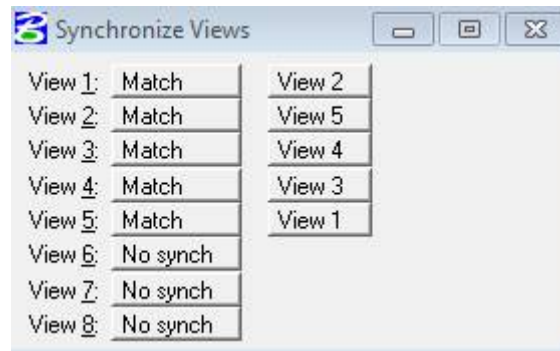 Synchronize Views
View 1: Match View 2
View 2: Match View 5
View 3: Match View 4
View 4: Match View 3
View 5: Match View 1
View 6: No synch
View 7: No synch
View 8: No synch